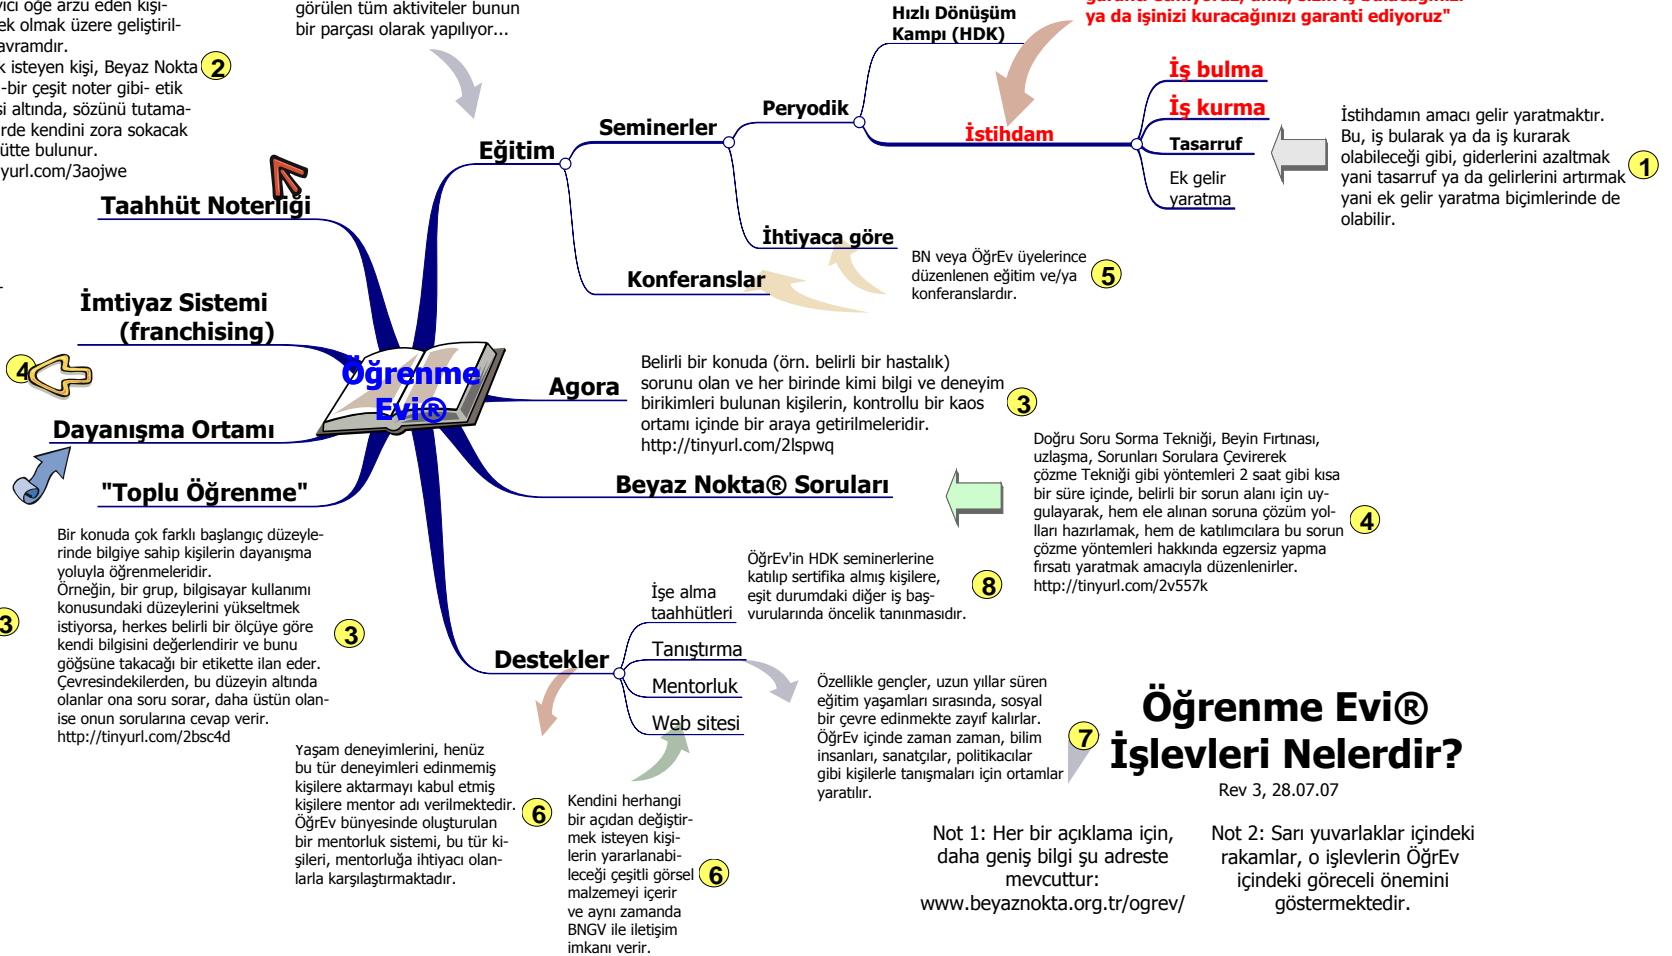 yici öğe arzu eden kişi-
ek olmak üzere geliştiril-
avramdır.
k isteyen kişi, Beyaz Nokta
-bir çeşit noter gibi- etik
si altında, sözünü tutama-
rde kendini zora sokacak
ütte bulunur.
yurl.com/3aojwe
2
görülen tüm aktiviteler bunun
bir parçası olarak yapılıyor...
Hızlı Dönüşüm
Kampı (HDK)
ya da işinizi kuracağınızı garanti ediyoruz"
Eğitim
Seminerler
Peryodik
İstihdam
İş bulma
İş kurma
Tasarruf
Ek gelir
yaratma
İstihdamın amacı gelir yaratmaktır.
Bu, iş bularak ya da iş kurarak
olabileceği gibi, giderlerini azaltmak
yani tasarruf ya da gelirlerini artırmak
yani ek gelir yaratma biçimlerinde de
olabilir.
1
İhtiyaca göre
Konferanslar
BN veya ÖğrEv üyelerince
düzenlenen eğitim ve/ya
konferanslardır.
5
Taahhüt Noterliği
İmtiyaz Sistemi
(franchising)
4
Dayanışma Ortamı
"Toplu Öğrenme"
Öğrenme
Evi®
Agora
Belirli bir konuda (örn. belirli bir hastalık)
sorunu olan ve her birinde kimi bilgi ve deneyim
birikimleri bulunan kişilerin, kontrollu bir kaos
ortamı içinde bir araya getirilmeleridir.
http://tinyurl.com/2lspwq
3
Beyaz Nokta® Soruları
Doğru Soru Sorma Tekniği, Beyin Fırtınası,
uzlaşma, Sorunları Sorulara Çevirerek
çözme Tekniği gibi yöntemleri 2 saat gibi kısa
bir süre içinde, belirli bir sorun alanı için uy-
gulayarak, hem ele alınan soruna çözüm yol-
lları hazırlamak, hem de katılımcılara bu sorun
çözme yöntemleri hakkında egzersiz yapma
fırsatı yaratmak amacıyla düzenlenirler.
http://tinyurl.com/2v557k
4
Bir konuda çok farklı başlangıç düzeyle-
rinde bilgiye sahip kişilerin dayanışma
yoluyla öğrenmeleridir.
Örneğin, bir grup, bilgisayar kullanımı
konusundaki düzeylerini yükseltmek
istiyorsa, herkes belirli bir ölçüye göre
kendi bilgisini değerlendirir ve bunu
göğsüne takacağı bir etikette ilan eder.
Çevresindekilerden, bu düzeyin altında
olanlar ona soru sorar, daha üstün olan-
ise onun sorularına cevap verir.
http://tinyurl.com/2bsc4d
3
3
Destekler
İşe alma
taahhütleri
Tanıştırma
Mentorluk
Web sitesi
ÖğrEv'in HDK seminerlerine
katılıp sertifika almış kişilere,
eşit durumdaki diğer iş baş-
vurularında öncelik tanınmasıdır.
8
Özellikle gençler, uzun yıllar süren
eğitim yaşamları sırasında, sosyal
bir çevre edinmekte zayıf kalırlar.
ÖğrEv içinde zaman zaman, bilim
insanları, sanatçılar, politikacılar
gibi kişilerle tanışmaları için ortamlar
yaratılır.
7
Yaşam deneyimlerini, henüz
bu tür deneyimleri edinmemiş
kişilere aktarmayı kabul etmiş
kişilere mentor adı verilmektedir.
ÖğrEv bünyesinde oluşturulan
bir mentorluk sistemi, bu tür ki-
şileri, mentorluğa ihtiyacı olan-
larla karşılaştırmaktadır.
6
Kendini herhangi
bir açıdan değiştir-
mek isteyen kişi-
lerin yararlanabi-
leceği çeşitli görsel
malzemeyi içerir
ve aynı zamanda
BNGV ile iletişim
imkanı verir.
6
Öğrenme Evi®
İşlevleri Nelerdir?
Rev 3, 28.07.07
Not 1: Her bir açıklama için,
daha geniş bilgi şu adreste
mevcuttur:
www.beyaznokta.org.tr/ogrev/
Not 2: Sarı yuvarlaklar içindeki
rakamlar, o işlevlerin ÖğrEv
içindeki göreceli önemini
göstermektedir.